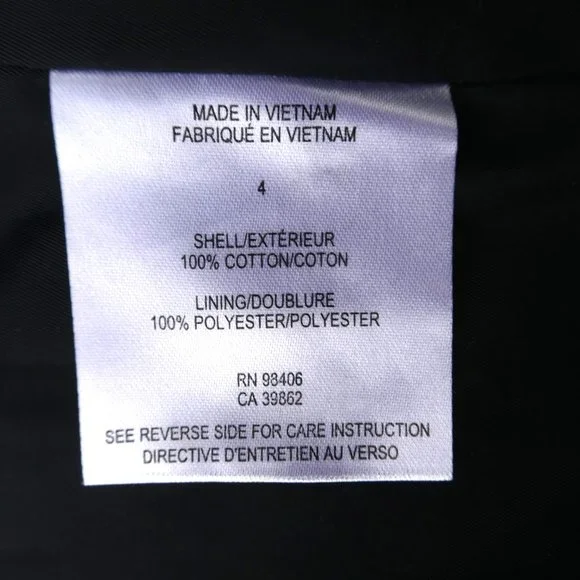 MADE IN VIETNAM
FABRIQUÉ EN VIETNAM
4
SHELL/EXTÉRIEUR
100% COTTON/COTON
LINING/DOUBLURE
100% POLYESTER/POLYESTER
RN 98406
CA 39862
SEE REVERSE SIDE FOR CARE INSTRUCTION
DIRECTIVE D'ENTRETIEN AU VERSO